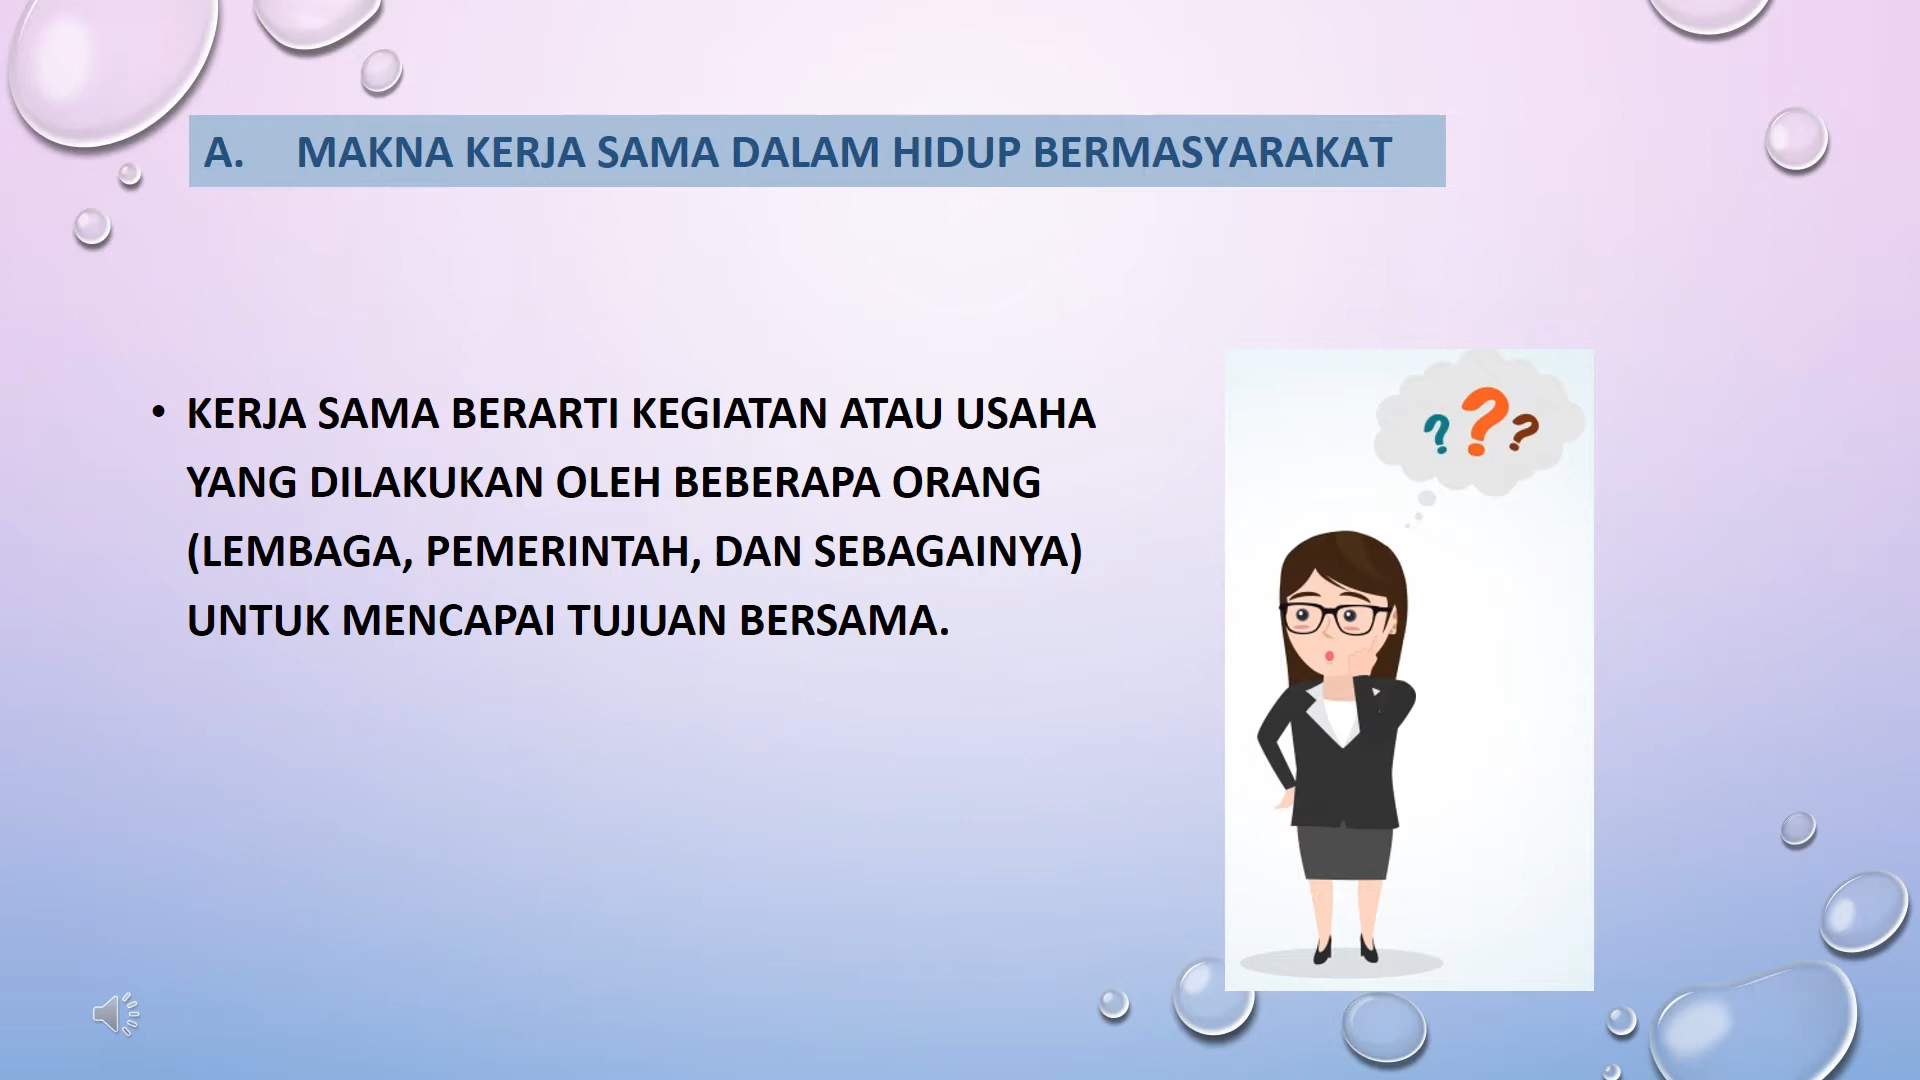 A. MAKNA KERJA SAMA DALAM HIDUP BERMASYARAKAT
• KERJA SAMA BERARTI KEGIATAN ATAU USAHA
YANG DILAKUKAN OLEH BEBERAPA ORANG
(LEMBAGA, PEMERINTAH, DAN SEBAGAINYA)
UNTUK MENCAPAI TUJUAN BERSAMA.
???